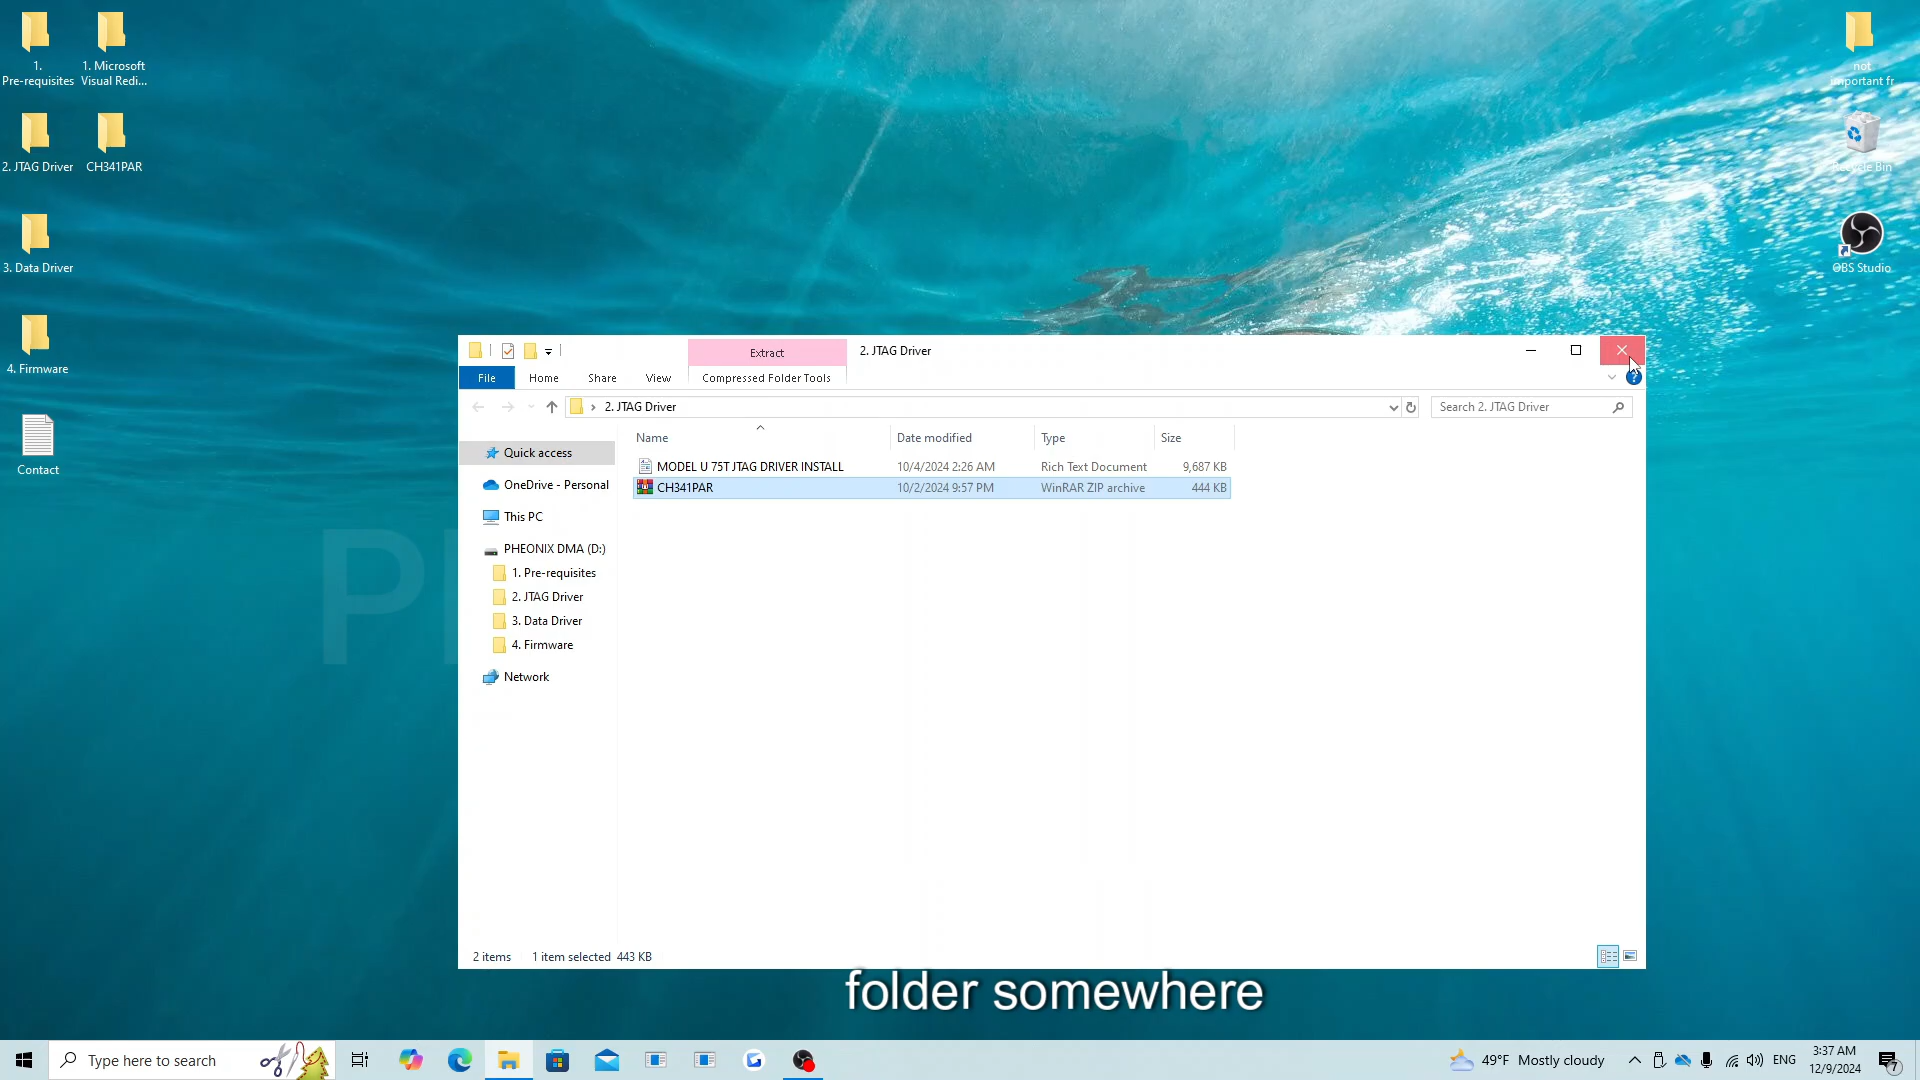 1.
Pre-requisites
1. Microsoft
Visual Redi...
2. JTAG Driver
CH341PAR
3. Data Driver
4. Firmware
Contact
not
important fr
Recycle Bin
OBS Studio
Extract
2. JTAG Driver
File
Home
Share
View
Compressed Folder Tools
2. JTAG Driver
Search 2. JTAG Driver
Name
Date modified
Type
Size
MODEL U 75T JTAG DRIVER INSTALL
10/4/2024 2:26 AM
Rich Text Document
9,687 KB
CH341PAR
10/2/2024 9:57 PM
WinRAR ZIP archive
444 KB
Quick access
OneDrive - Personal
This PC
PHEONIX DMA (D:)
1. Pre-requisites
2. JTAG Driver
3. Data Driver
4. Firmware
Network
2 items
1 item selected 443 KB
folder somewhere
Type here to search
49°F Mostly cloudy
ENG
3:37 AM
12/9/2024
7